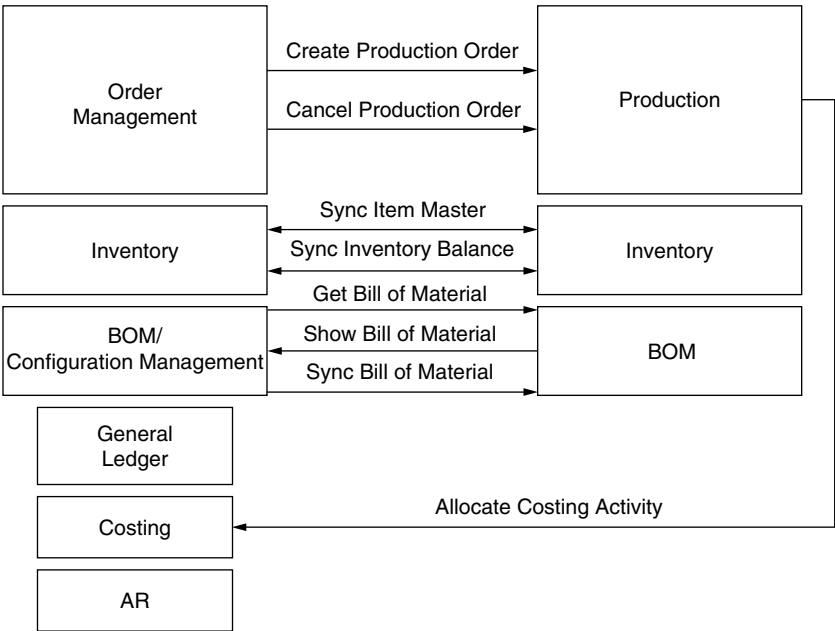 Create Production Order
Order
Management
Production
Cancel Production Order
Sync Item Master
Inventory
Sync Inventory Balance
Inventory
Get Bill of Material
BOM/
Configuration Management
Show Bill of Material
BOM
Sync Bill of Material
General
Ledger
Allocate Costing Activity
Costing
AR